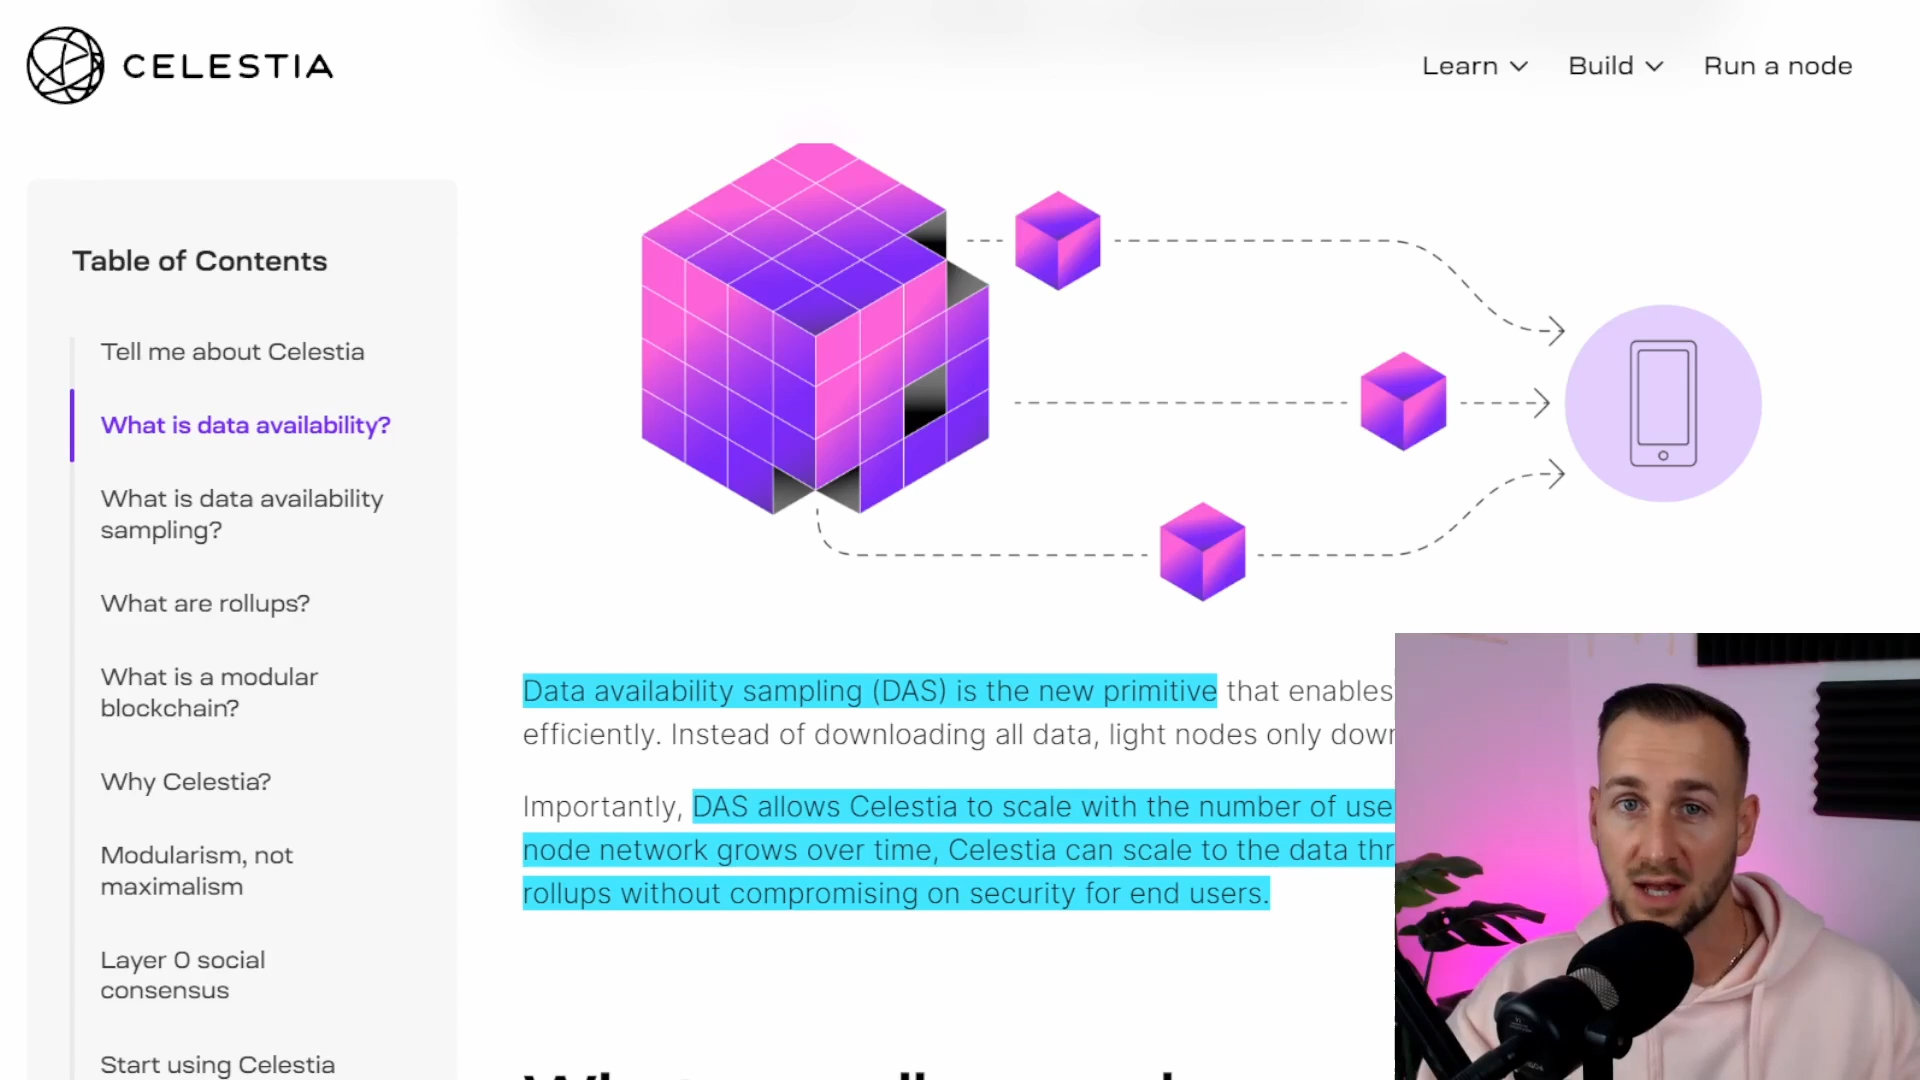 CELESTIA
Learn
Build
Run a node
Table of Contents
Tell me about Celestia
What is data availability?
What is data availability
sampling?
What are rollups?
What is a modular
blockchain?
Why Celestia?
Modularism, not
maximalism
Layer 0 social
consensus
Start using Celestia
Data availability sampling (DAS) is the new primitive that enables
efficiently. Instead of downloading all data, light nodes only
Importantly, DAS allows Celestia to scale with the number of
node network grows over time, Celestia can scale to the data
rollups without compromising on security for end users.